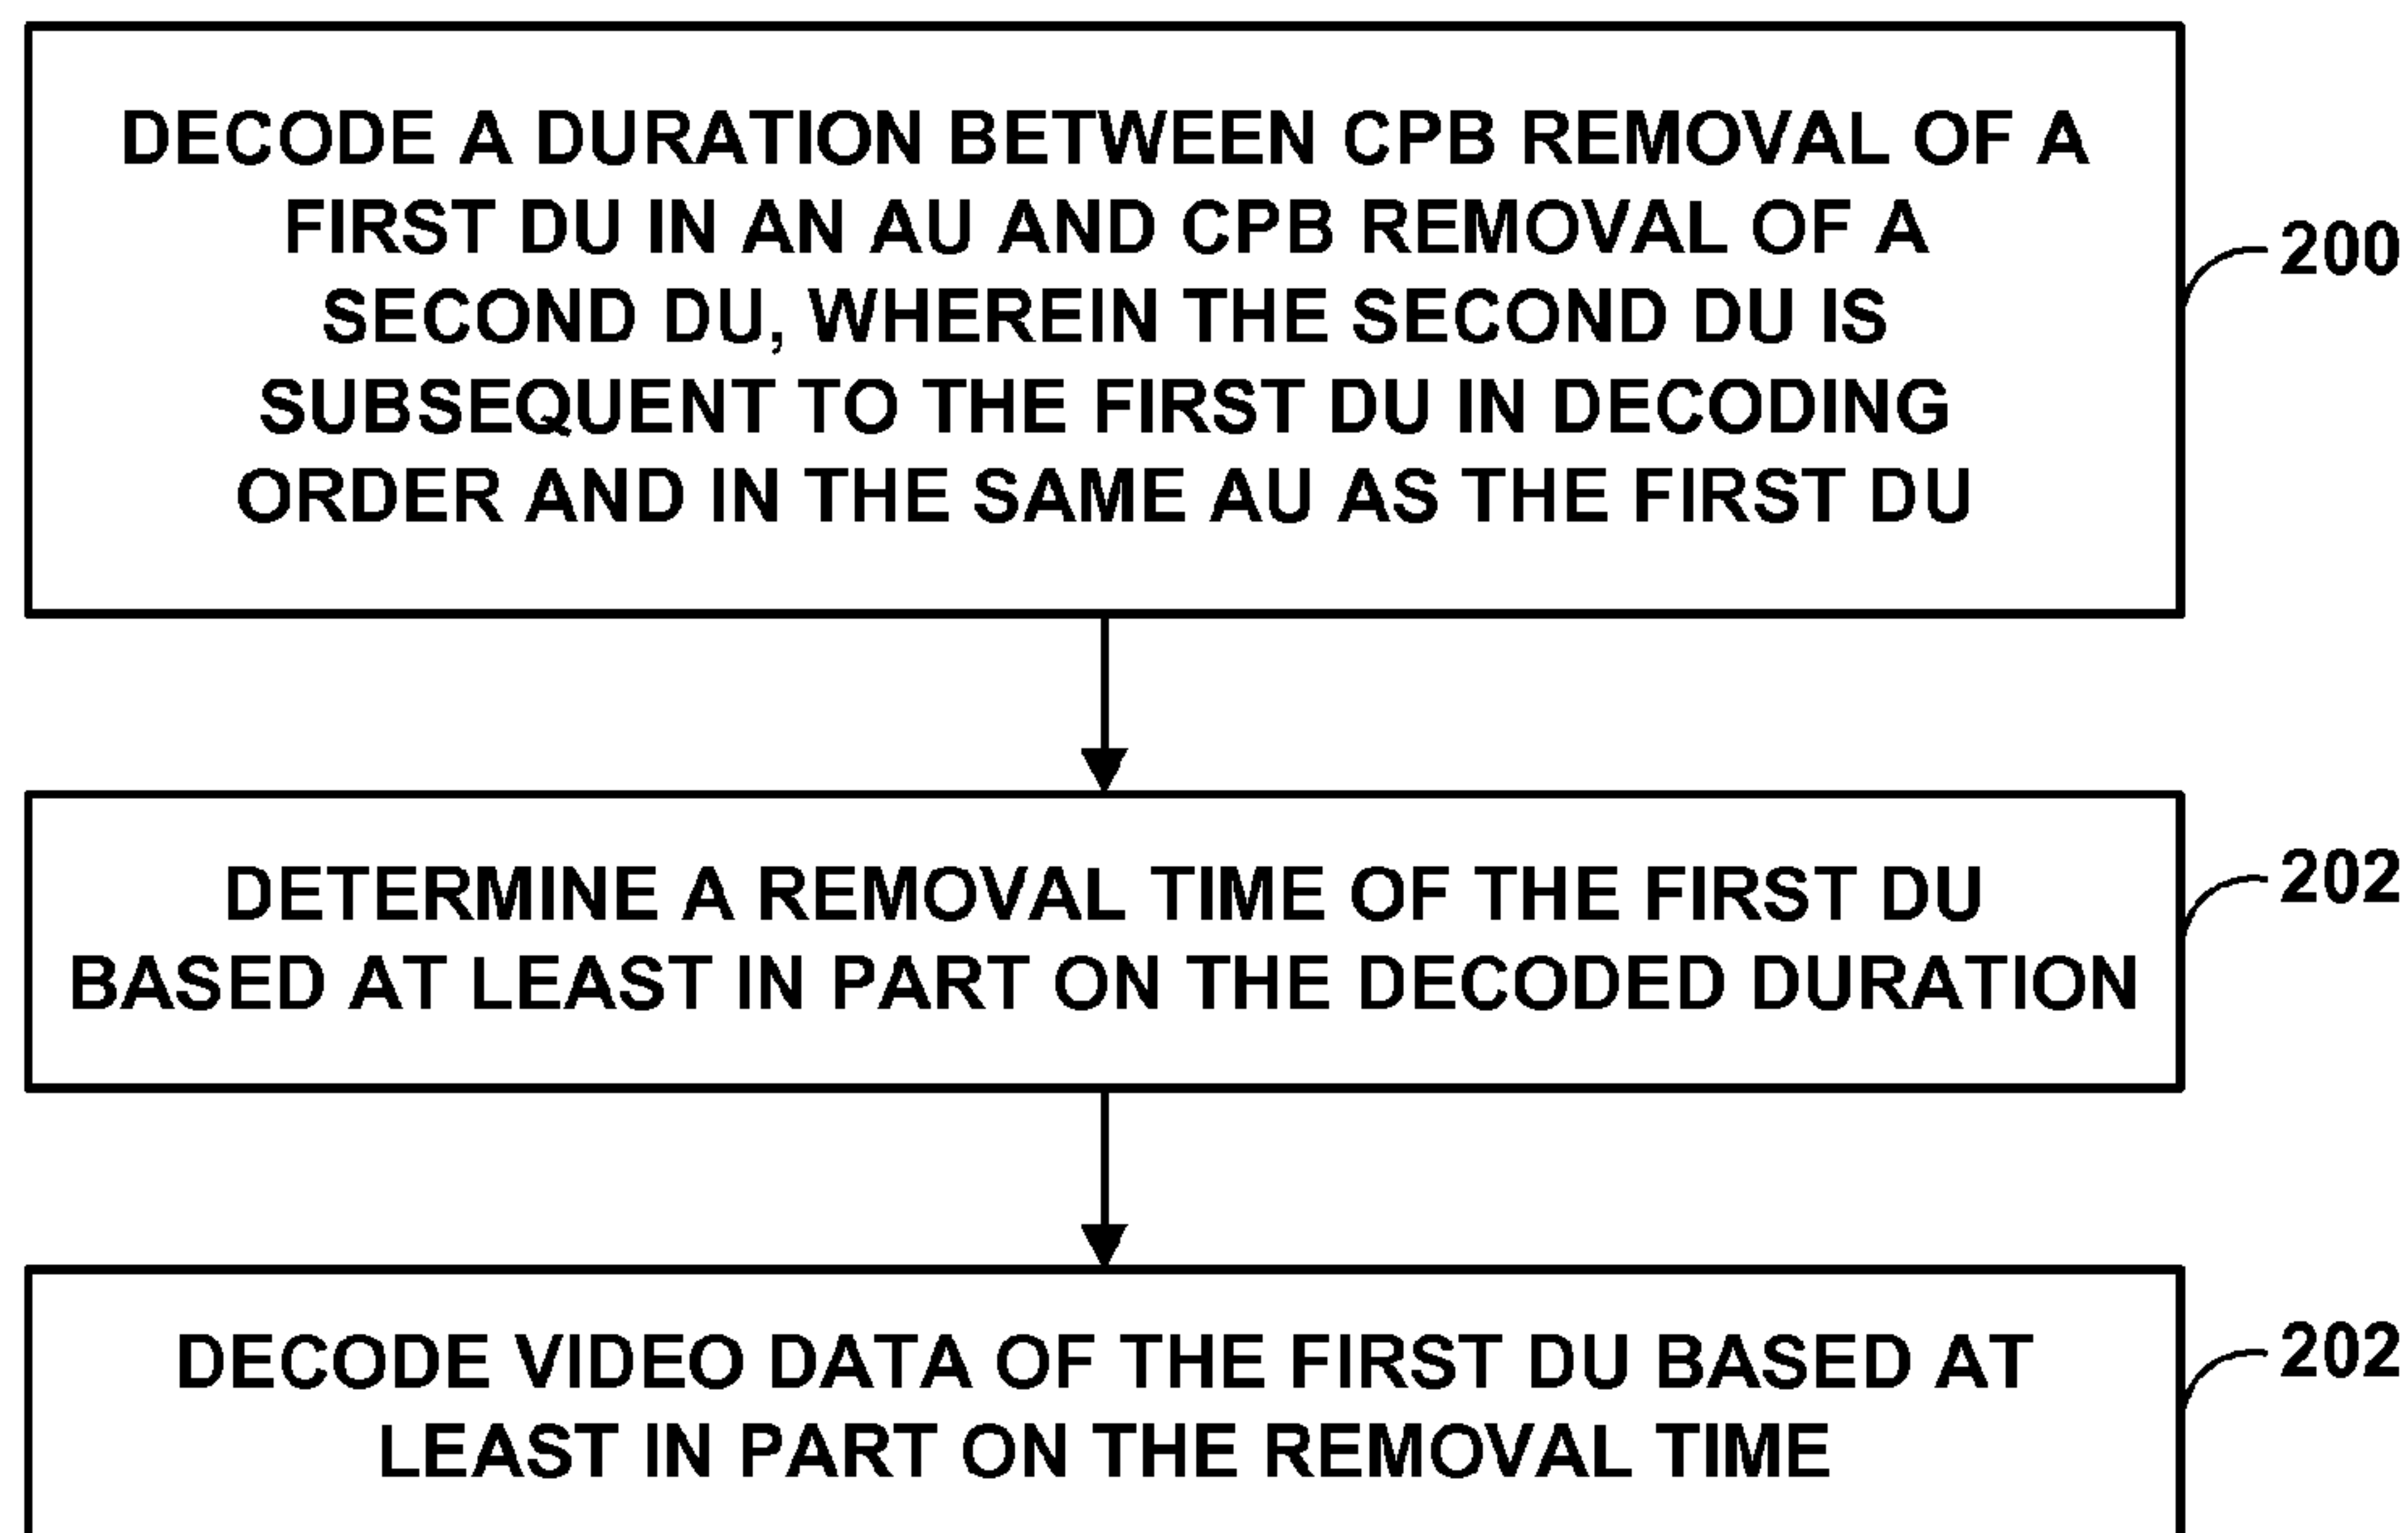 DECODE A DURATION BETWEEN CPB REMOVAL OF A
FIRST DU IN AN AU AND CPB REMOVAL OF A
SECOND DU, WHEREIN THE SECOND DU IS
SUBSEQUENT TO THE FIRST DU IN DECODING
ORDER AND IN THE SAME AU AS THE FIRST DU
200
DETERMINE A REMOVAL TIME OF THE FIRST DU
BASED AT LEAST IN PART ON THE DECODED DURATION
202
DECODE VIDEO DATA OF THE FIRST DU BASED AT
LEAST IN PART ON THE REMOVAL TIME
202